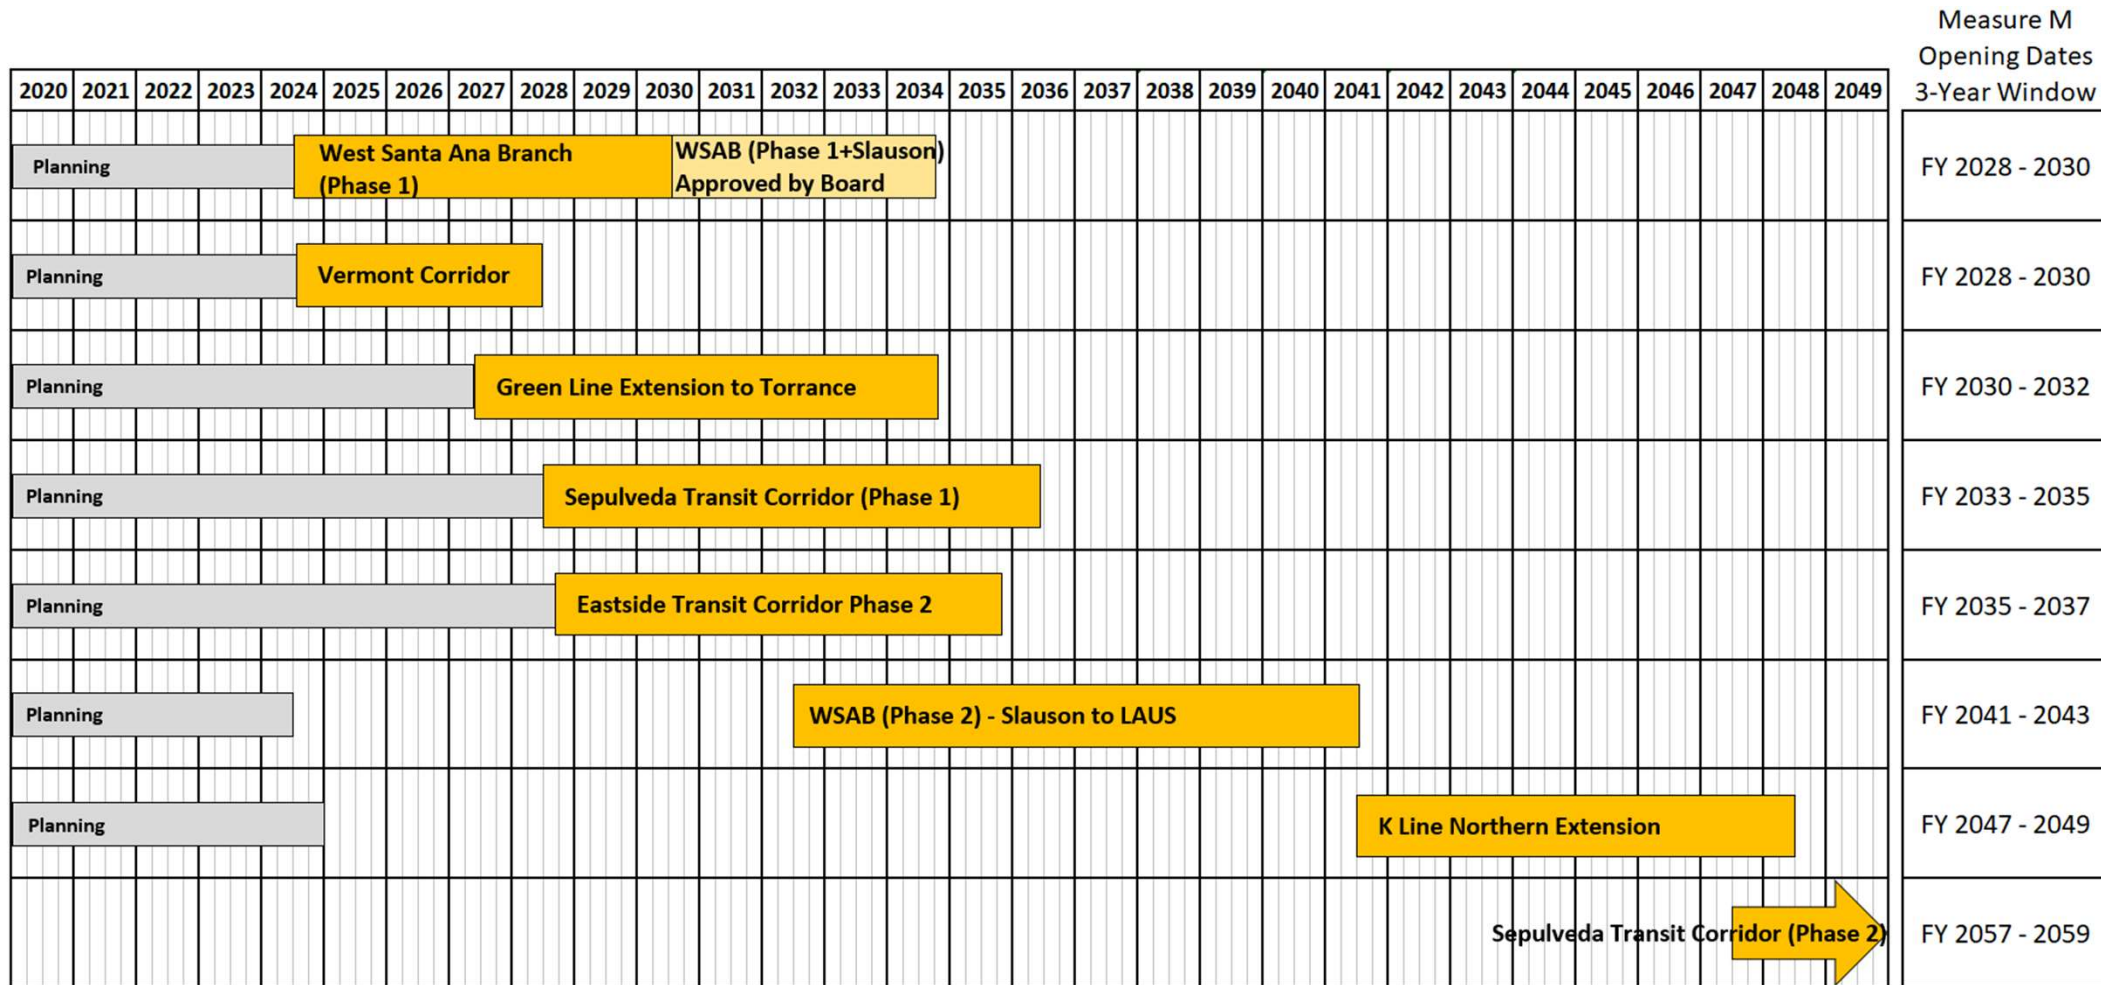 Measure M
Opening Dates
3-Year Window
2020 2021 2022 2023 2024 2025 2026 2027 2028 2029 2030 2031 2032 2033 2034 2035 2036 2037 2038 2039 2040 2041 2042 2043 2044 2045 2046 2047 2048 2049
Planning
West Santa Ana Branch
(Phase 1)
WSAB (Phase 1+Slauson)
Approved by Board
FY 2028 - 2030
Planning
Vermont Corridor
FY 2028 - 2030
Planning
Green Line Extension to Torrance
FY 2030 - 2032
Planning
Sepulveda Transit Corridor (Phase 1)
FY 2033 - 2035
Planning
Eastside Transit Corridor Phase 2
FY 2035 - 2037
Planning
WSAB (Phase 2) - Slauson to LAUS
FY 2041 - 2043
Planning
K Line Northern Extension
FY 2047 - 2049
Sepulveda Transit Corridor (Phase 2)
FY 2057 - 2059